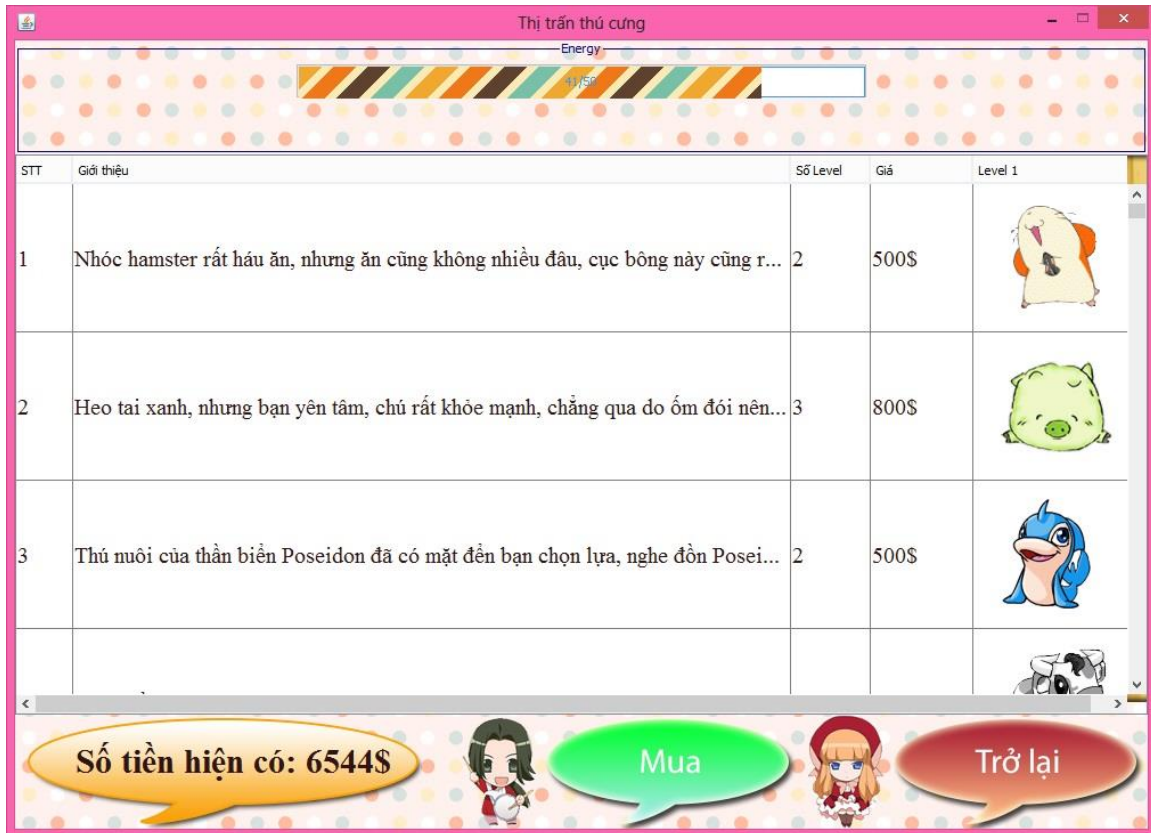 Thị trấn thú cưng
Energy
41/50
STT Giới thiệu Số Level Giá Level 1
1 Nhóc hamster rất háu ăn, nhưng ăn cũng không nhiều đâu, cục bông này cũng r... 2 500$
2 Heo tai xanh, nhưng bạn yên tâm, chú rất khỏe mạnh, chẳng qua do ốm đói nên... 3 800$
3 Thú nuôi của thần biển Poseidon đã có mặt đển bạn chọn lựa, nghe đồn Posei... 2 500$
Số tiền hiện có: 6544$
Mua
Trở lại